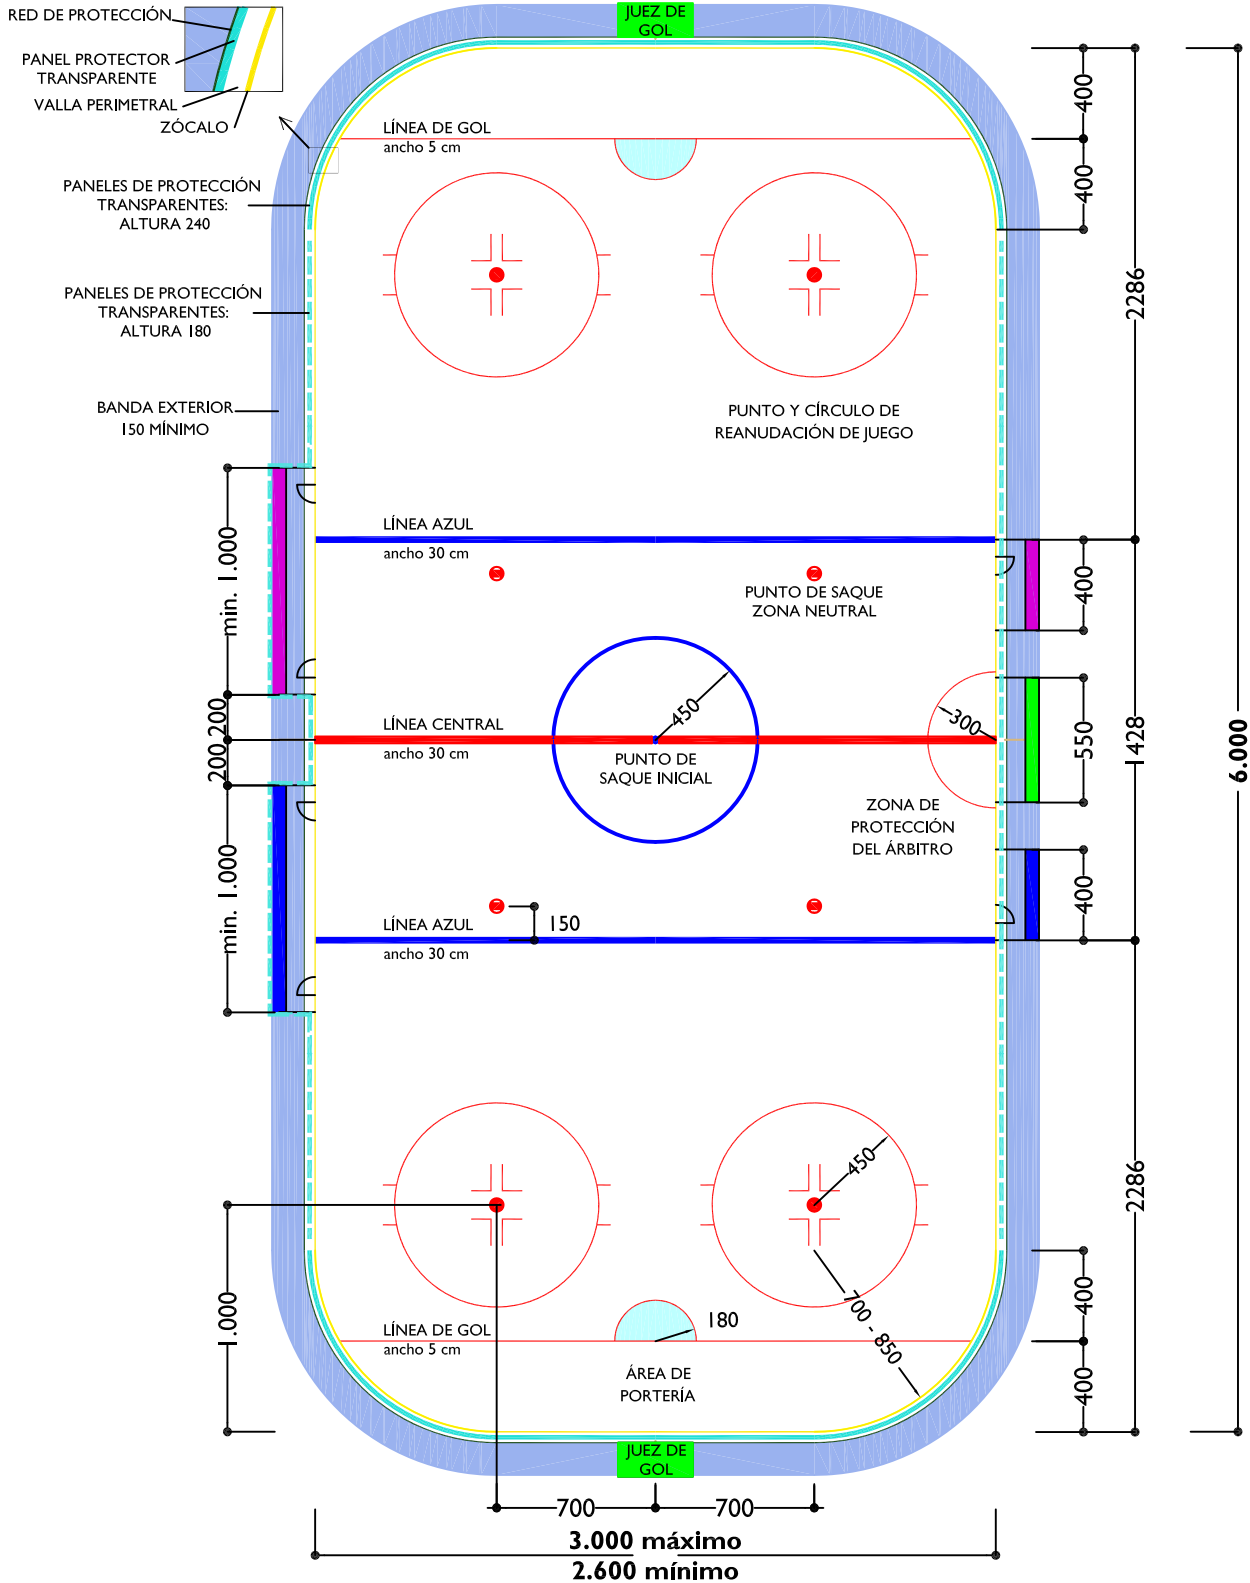 RED DE PROTECCIÓN
PANEL PROTECTOR
TRANSPARENTE
VALLA PERIMETRAL
ZÓCALO
JUEZ DE
GOL
LÍNEA DE GOL
ancho 5 cm
400
400
PANELES DE PROTECCIÓN
TRANSPARENTES:
ALTURA 240
PANELES DE PROTECCIÓN
TRANSPARENTES:
ALTURA 180
2286
BANDA EXTERIOR
150 MÍNIMO
PUNTO Y CÍRCULO DE
REANUDACIÓN DE JUEGO
LÍNEA AZUL
ancho 30 cm
min. 1.000
PUNTO DE SAQUE
ZONA NEUTRAL
400
450
300
200
200
LÍNEA CENTRAL
ancho 30 cm
PUNTO DE
SAQUE INICIAL
550
1428
6.000
ZONA DE
PROTECCIÓN
DEL ÁRBITRO
min. 1.000
400
LÍNEA AZUL
ancho 30 cm
150
450
2286
1.000
700 - 850
400
180
LÍNEA DE GOL
ancho 5 cm
ÁREA DE
PORTERÍA
400
JUEZ DE
GOL
700
700
3.000 máximo
2.600 mínimo